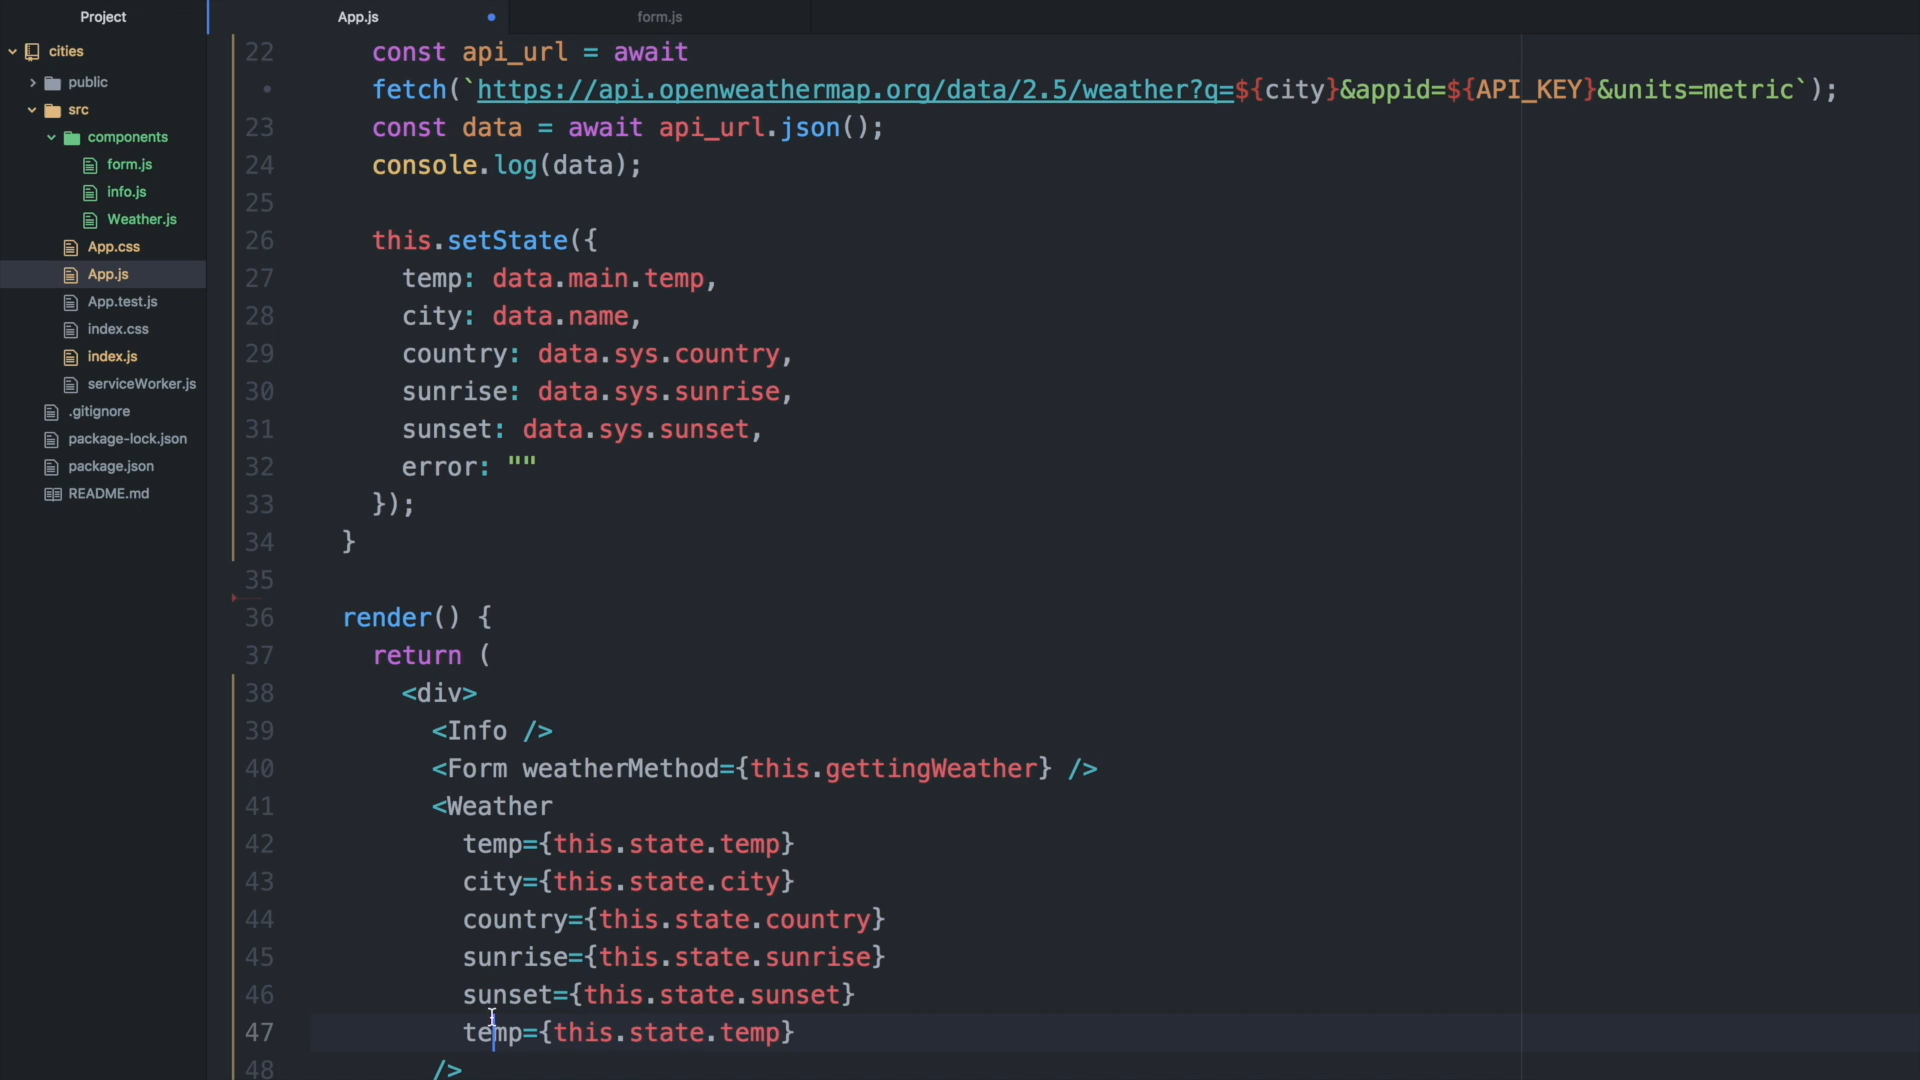 Project
App.js
form.js
cities
public
src
components
form.js
info.js
Weather.js
App.css
App.js
App.test.js
index.css
index.js
serviceWorker.js
.gitignore
package-lock.json
package.json
README.md
22 const api_url = await
• fetch(`https://api.openweathermap.org/data/2.5/weather?q=${city}&appid=${API_KEY}&units=metric`);
23 const data = await api_url.json();
24 console.log(data);
25
26 this.setState({
27 temp: data.main.temp,
28 city: data.name,
29 country: data.sys.country,
30 sunrise: data.sys.sunrise,
31 sunset: data.sys.sunset,
32 error: ""
33 });
34 }
35
36 render() {
37 return (
38 <div>
39 <Info />
40 <Form weatherMethod={this.gettingWeather} />
41 <Weather
42 temp={this.state.temp}
43 city={this.state.city}
44 country={this.state.country}
45 sunrise={this.state.sunrise}
46 sunset={this.state.sunset}
47 temp={this.state.temp}
48 />